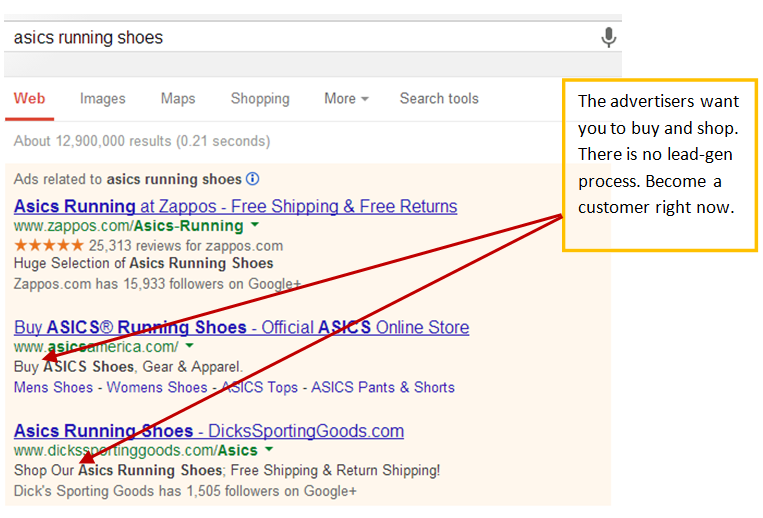 asics running shoes
Web Images Maps Shopping More Search tools
About 12,900,000 results (0.21 seconds)
Ads related to asics running shoes
Asics Running at Zappos - Free Shipping & Free Returns
www.zappos.com/Asics-Running
25,313 reviews for zappos.com
Huge Selection of Asics Running Shoes
Zappos.com has 15,933 followers on Google+
Buy ASICS® Running Shoes - Official ASICS Online Store
www.asicsamerica.com/
Buy ASICS Shoes, Gear & Apparel.
Mens Shoes - Womens Shoes - ASICS Tops - ASICS Pants & Shorts
Asics Running Shoes - DicksSportingGoods.com
www.dickssportinggoods.com/Asics
Shop Our Asics Running Shoes; Free Shipping & Return Shipping!
Dick's Sporting Goods has 1,505 followers on Google+
The advertisers want
you to buy and shop.
There is no lead-gen
process. Become a
customer right now.